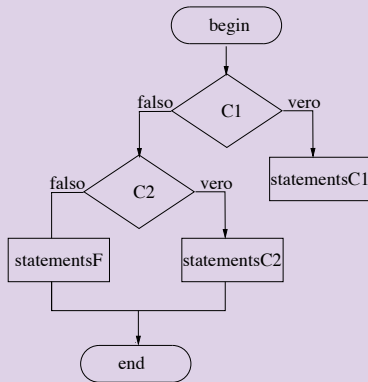 begin
falso
vero
C1
statementsC1
falso
vero
C2
statementsF
statementsC2
end